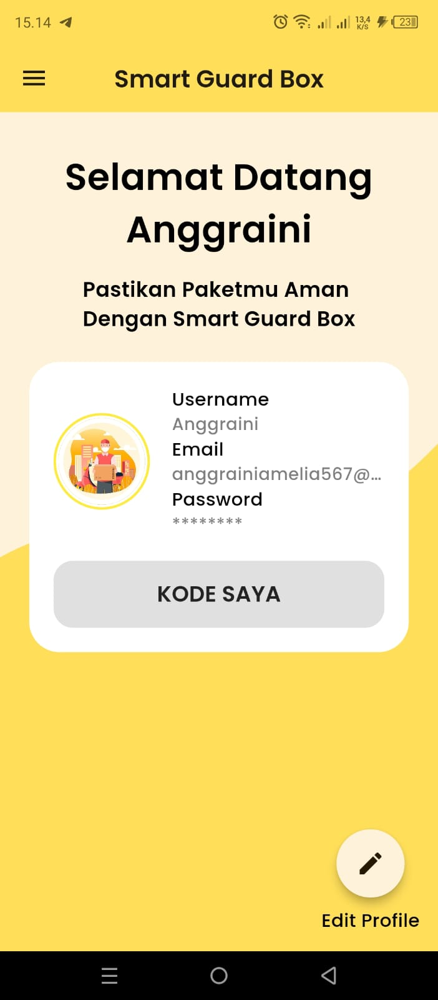 15.14
13,4
K/S
23
Smart Guard Box
Selamat Datang
Anggraini
Pastikan Paketmu Aman
Dengan Smart Guard Box
Username
Anggraini
Email
anggrainiamelia567@...
Password
********
KODE SAYA
Edit Profile